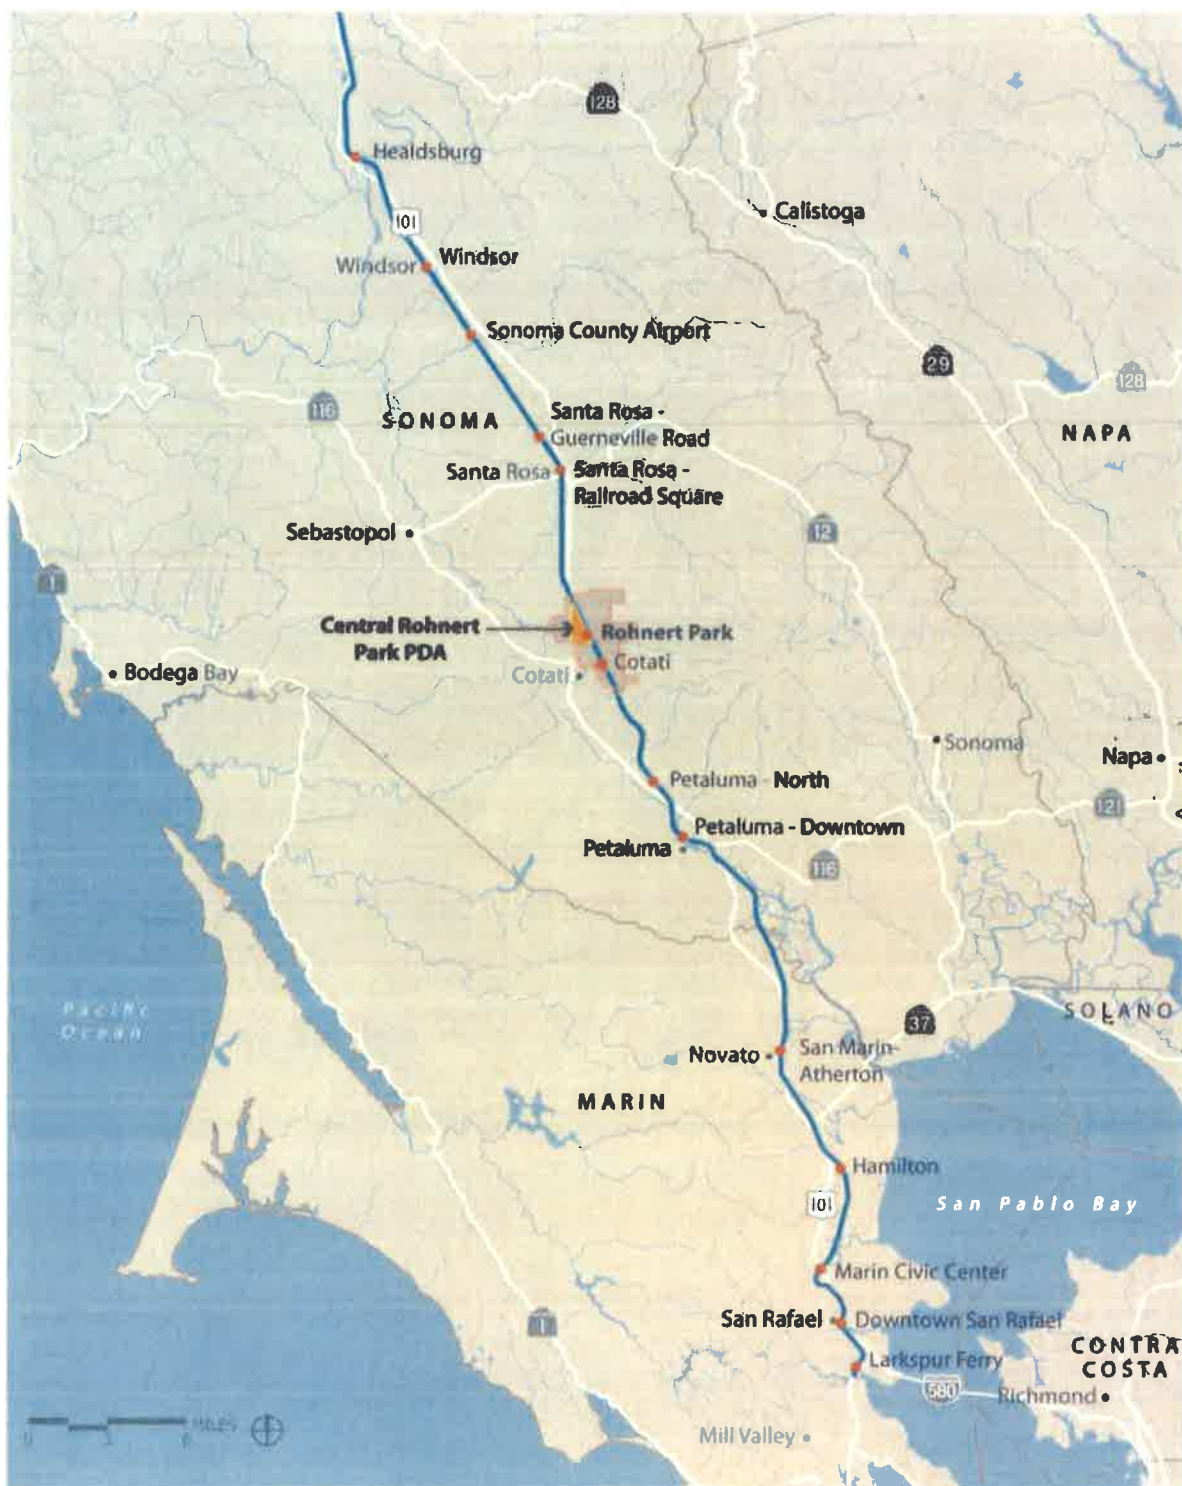 128
Healdsburg
Calistoga
101
Windsor
Windsor
Sonoma County Airport
29
128
116
SONOMA
Santa Rosa -
Guerneville Road
NAPA
Santa Rosa
Santa Rosa -
Railroad Square
Sebastopol
12
1
Central Rohnert
Park PDA
Rohnert Park
Cotati
Cotati
Bodega Bay
Sonoma
Napa
Petaluma - North
121
Petaluma - Downtown
Petaluma
116
Pacific
Ocean
SOLANO
37
Novato
San Marin-
Atherton
MARIN
Hamilton
101
San Pablo Bay
Marin Civic Center
San Rafael
Downtown San Rafael
1
CONTRA
COSTA
Larkspur Ferry
580
Richmond
MILES
0
6
Mill Valley